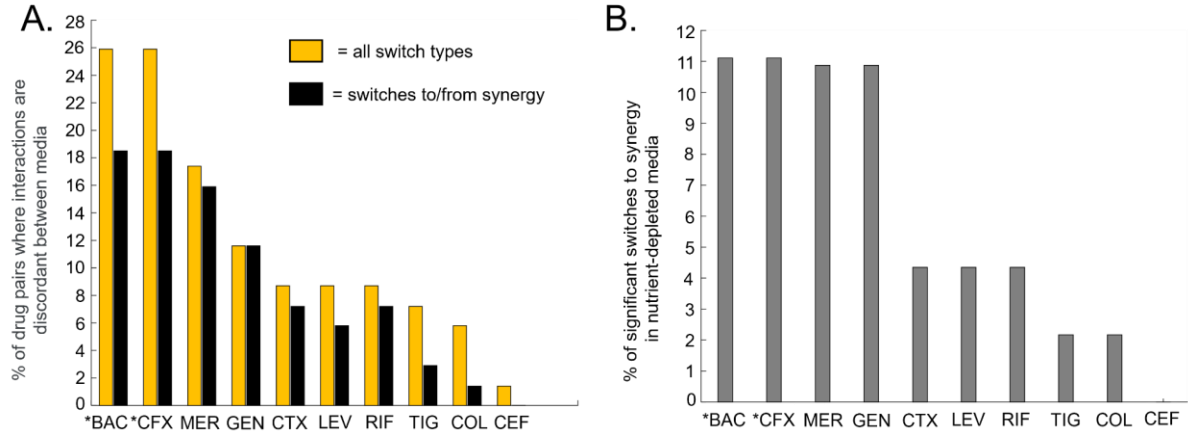 A.
% of drug pairs where interactions are
discordant between media
28
26
24
22
20
18
16
14
12
10
8
6
4
2
0
= all switch types
= switches to/from synergy
*BAC *CFX MER GEN CTX LEV RIF TIG COL CEF
B.
% of significant switches to synergy
in nutrient-depleted media
12
11
10
9
8
7
6
5
4
3
2
1
0
*BAC *CFX MER GEN CTX LEV RIF TIG COL CEF